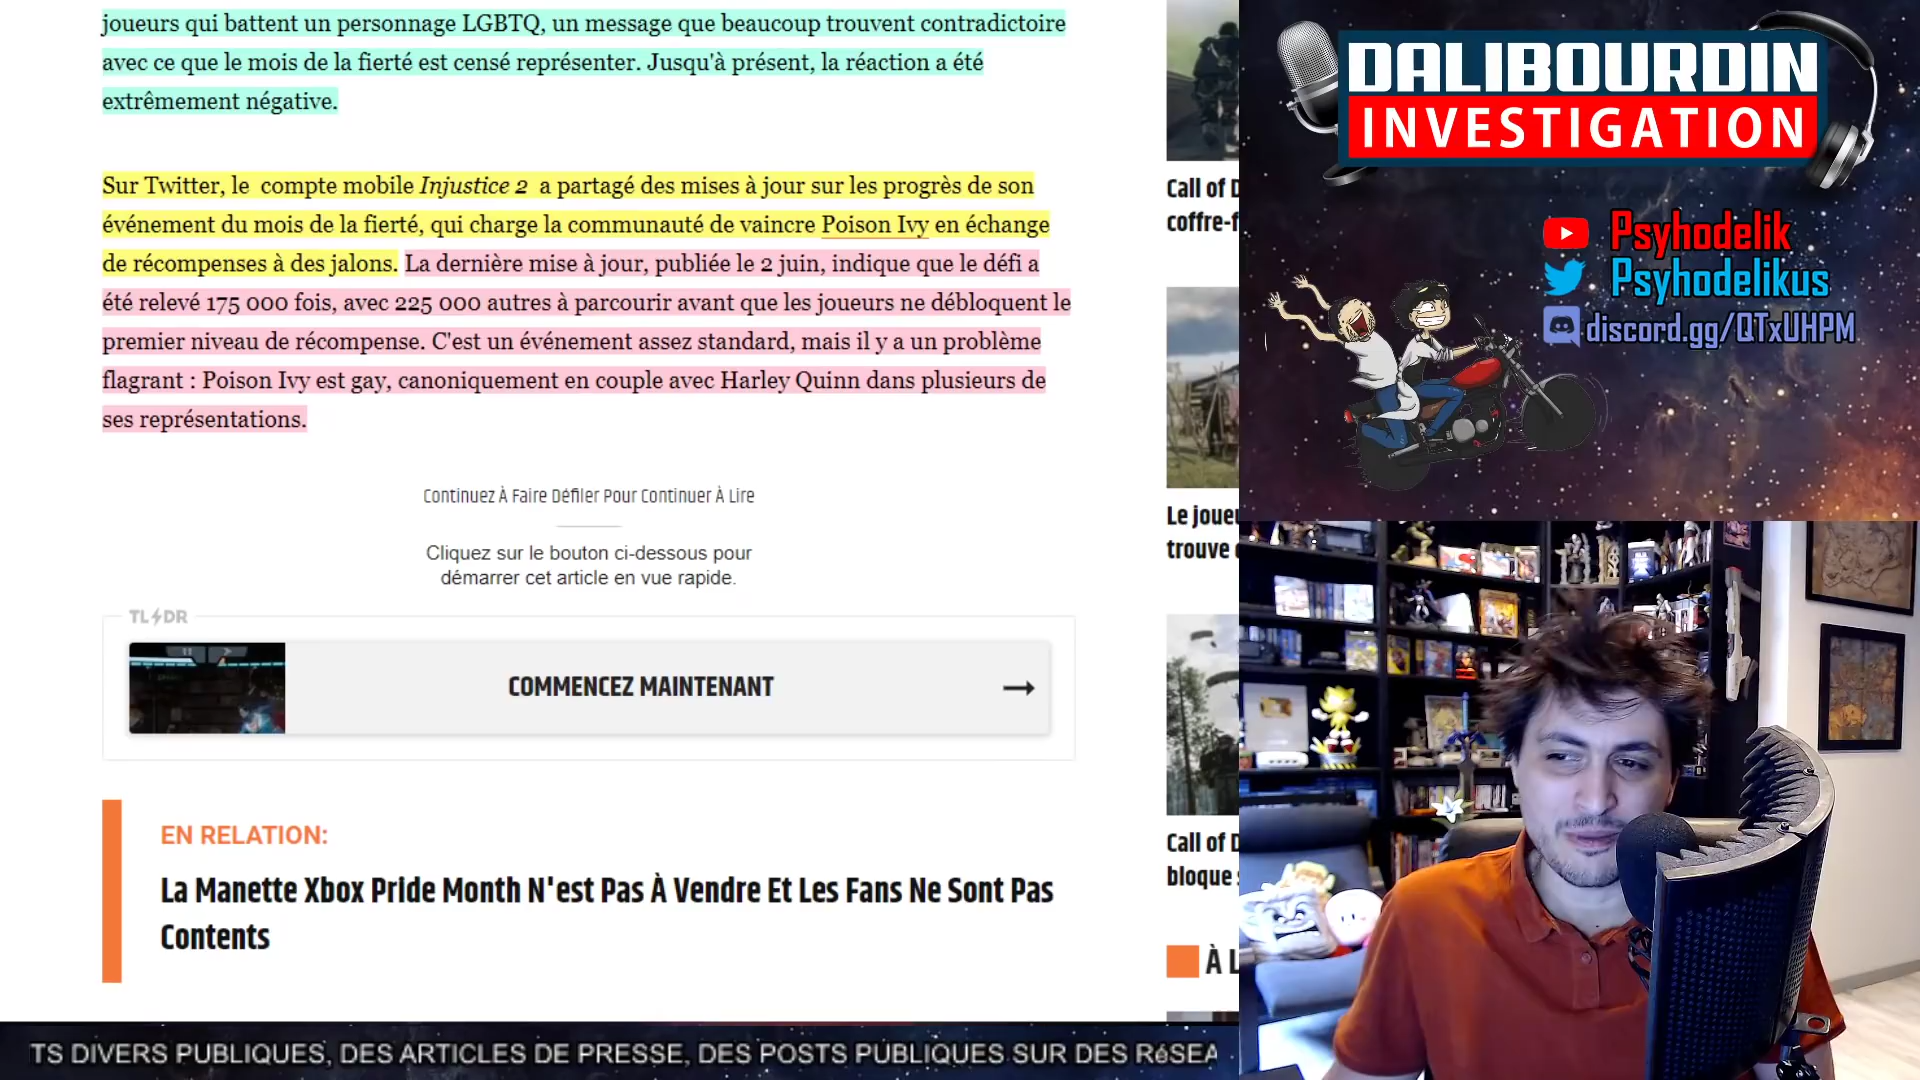 joueurs qui battent un personnage LGBTQ, un message que beaucoup trouvent contradictoire
avec ce que le mois de la fierté est censé représenter. Jusqu'à présent, la réaction a été
extrêmement négative.
Sur Twitter, le compte mobile Injustice 2 a partagé des mises à jour sur les progrès de son
événement du mois de la fierté, qui charge la communauté de vaincre Poison Ivy en échange
de récompenses à des jalons. La dernière mise à jour, publiée le 2 juin, indique que le défi a
été relevé 175 000 fois, avec 225 000 autres à parcourir avant que les joueurs ne débloquent le
premier niveau de récompense. C'est un événement assez standard, mais il y a un problème
flagrant : Poison Ivy est gay, canoniquement en couple avec Harley Quinn dans plusieurs de
ses représentations.
Continuez À Faire Défiler Pour Continuer À Lire
Cliquez sur le bouton ci-dessous pour
démarrer cet article en vue rapide.
TL DR
COMMENCEZ MAINTENANT
EN RELATION:
La Manette Xbox Pride Month N'est Pas À Vendre Et Les Fans Ne Sont Pas
Contents
Call of D
coffre-f
Le joueu
trouve
Call of D
bloque
À L
DALIBOURDIN
INVESTIGATION
Psyhodelik
Psyhodelikus
discord.gg/QTxUHPM
TS DIVERS PUBLIQUES, DES ARTICLES DE PRESSE, DES POSTS PUBLIQUES SUR DES RéSEA